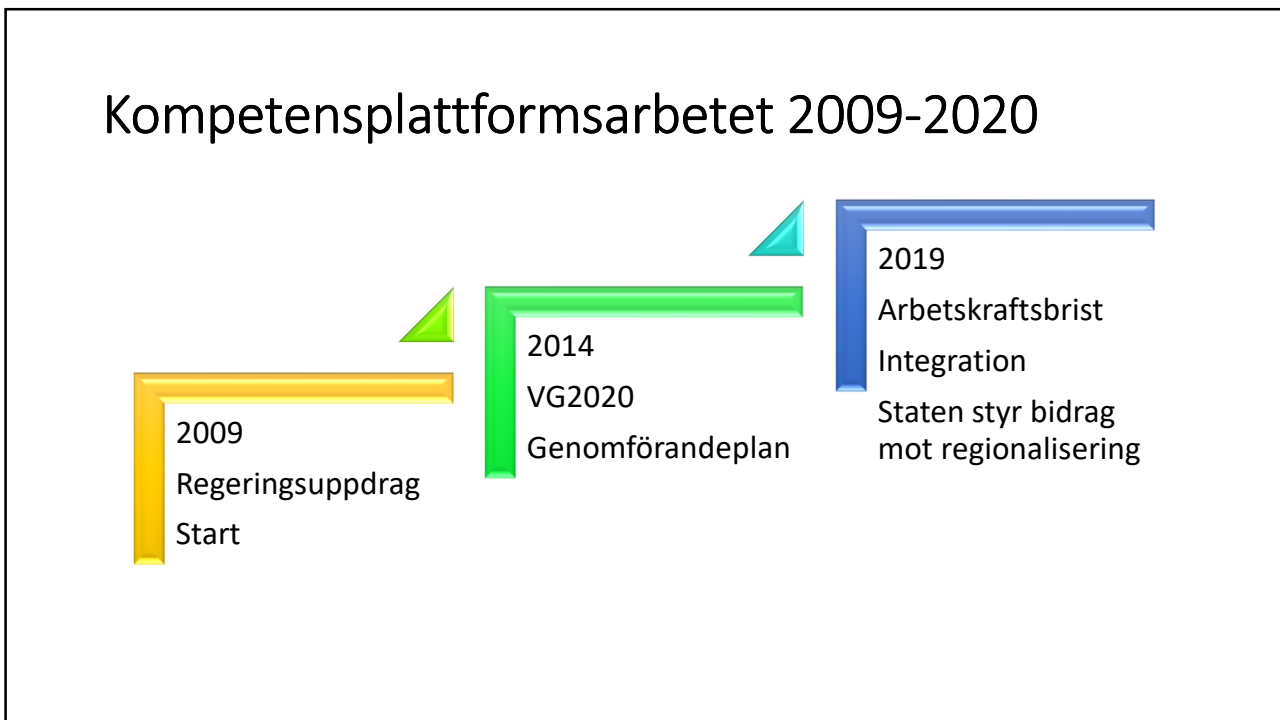 Kompetensplattformsarbetet 2009-2020
2009
Regeringsuppdrag
Start
2014
VG2020
Genomförandeplan
2019
Arbetskraftsbrist
Integration
Staten styr bidrag
mot regionalisering